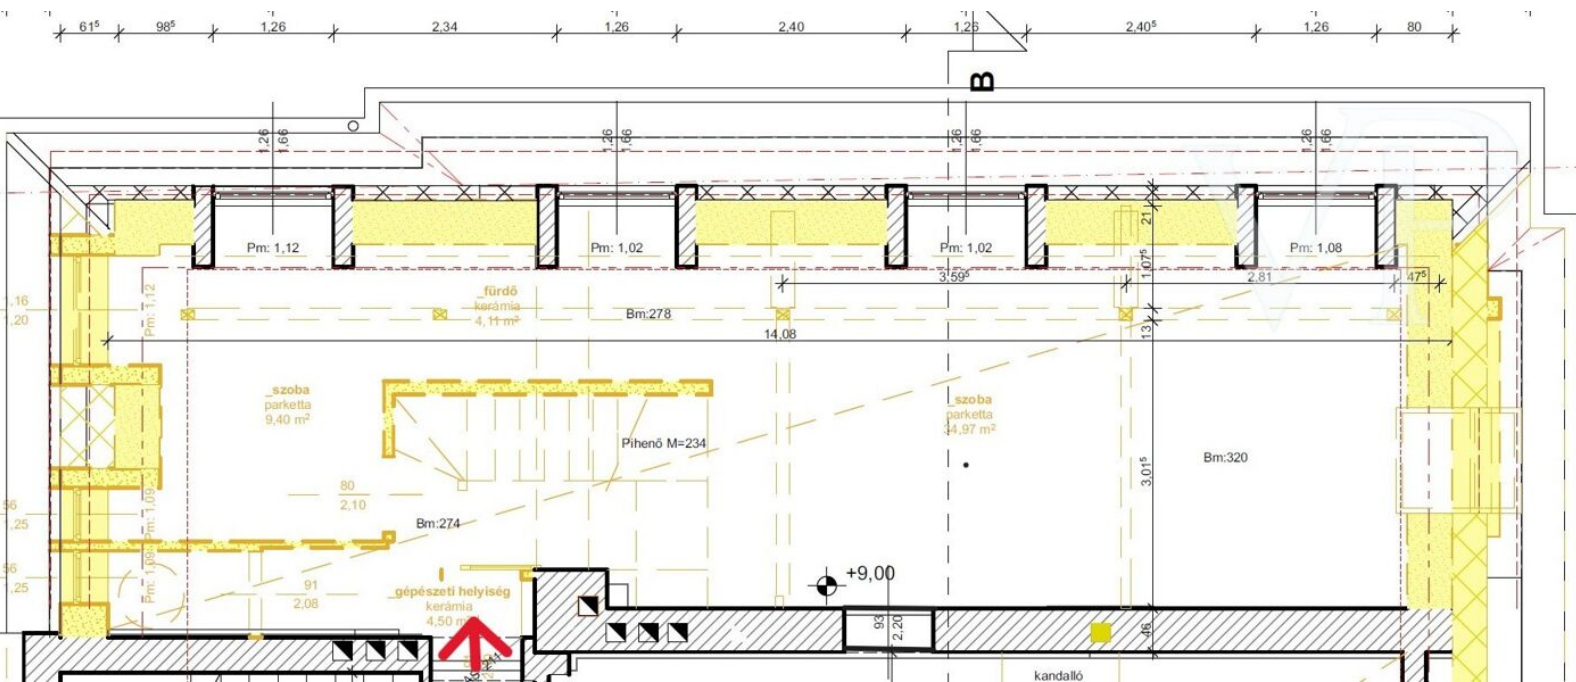 61⁵ 98⁵ 1,26 2,34 1,26 2,40 1,26 2,40⁵ 1,26 80
B
1,26 1,66 1,26 1,66 1,26 1,66 1,26 1,66
Pm: 1,12 Pm: 1,02 Pm: 1,02 Pm: 1,08
21
1,07⁵
3,59⁵ 2,81 47⁵
1,16
1,20
Pm: 1,12
_fürdő
kerámia
4,11 m²
Bm:278
13
14,08
_szoba
parketta
9,40 m²
_szoba
parketta
34,97 m²
Pihenő M=234
Bm:320
3,01⁵
80
2,10
Bm:274
56
,25
Pm: 1,09
Pm: 1,09
56
,25
91
2,08
gépészeti helyiség
kerámia
4,50 m²
+9,00
93
2,20
46
kandalló
VP